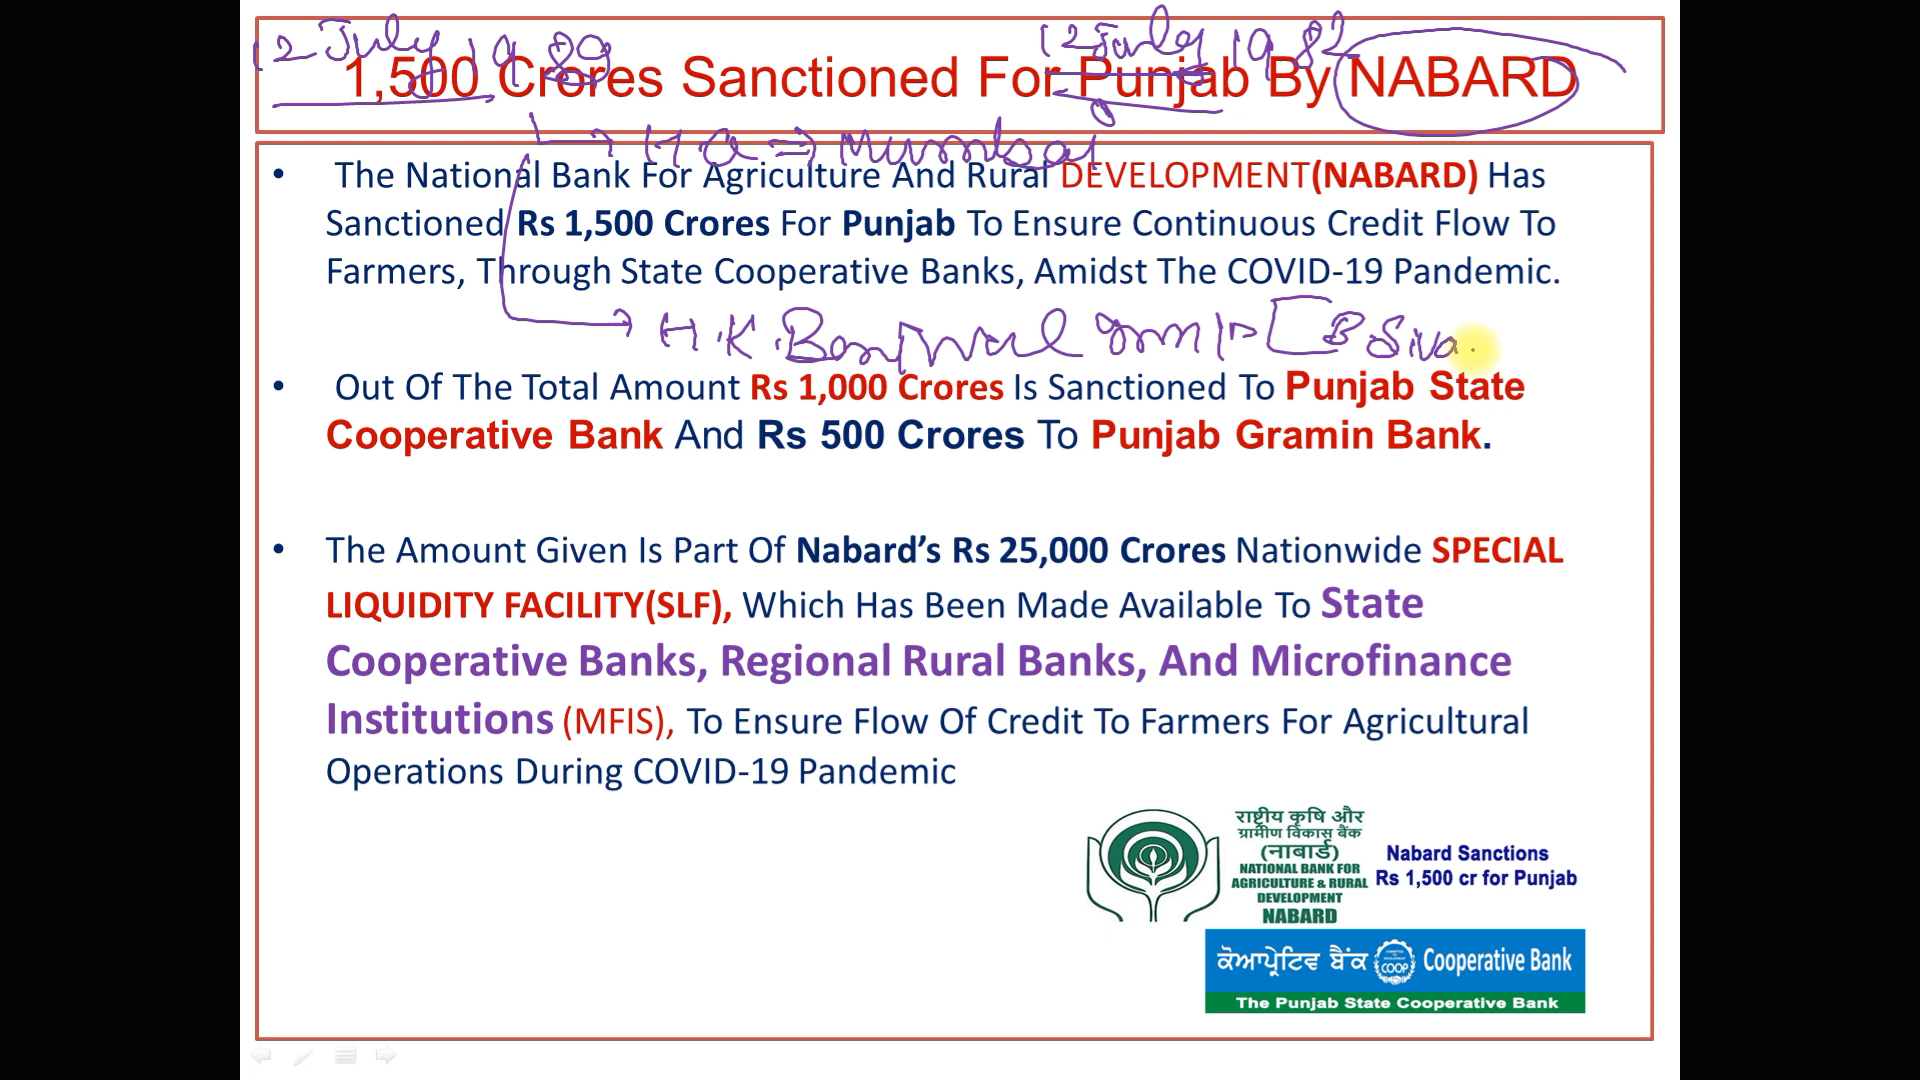 12 July 1989
12 July 1982
1,500 Crores Sanctioned For Punjab By NABARD
HQ ⇒ Mumbai
• The National Bank For Agriculture And Rural DEVELOPMENT(NABARD) Has
Sanctioned Rs 1,500 Crores For Punjab To Ensure Continuous Credit Flow To
Farmers, Through State Cooperative Banks, Amidst The COVID-19 Pandemic.
H.K.
• Out Of The Total Amount Rs 1,000 Crores Is Sanctioned To Punjab State
Cooperative Bank And Rs 500 Crores To Punjab Gramin Bank.
• The Amount Given Is Part Of Nabard’s Rs 25,000 Crores Nationwide SPECIAL
LIQUIDITY FACILITY(SLF), Which Has Been Made Available To State
Cooperative Banks, Regional Rural Banks, And Microfinance
Institutions (MFIS), To Ensure Flow Of Credit To Farmers For Agricultural
Operations During COVID-19 Pandemic
राष्ट्रीय कृषि और
ग्रामीण विकास बैंक
(नाबार्ड)
NATIONAL BANK FOR
AGRICULTURE & RURAL
DEVELOPMENT
NABARD
Nabard Sanctions
Rs 1,500 cr for Punjab
ਕੋਆਪ੍ਰੇਟਿਵ ਬੈਂਕ COOP Cooperative Bank
The Punjab State Cooperative Bank